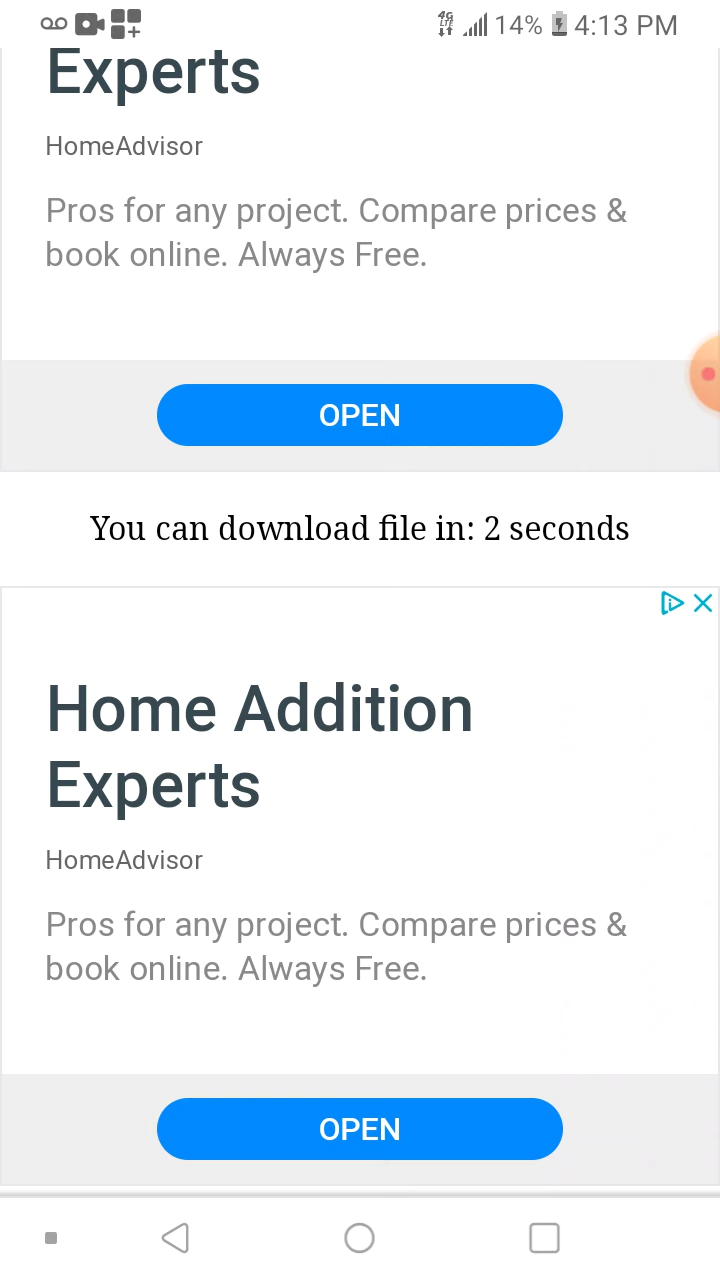 4G LTE 14% 4:13 PM
Experts
HomeAdvisor
Pros for any project. Compare prices &
book online. Always Free.
OPEN
You can download file in: 2 seconds
Home Addition
Experts
HomeAdvisor
Pros for any project. Compare prices &
book online. Always Free.
OPEN